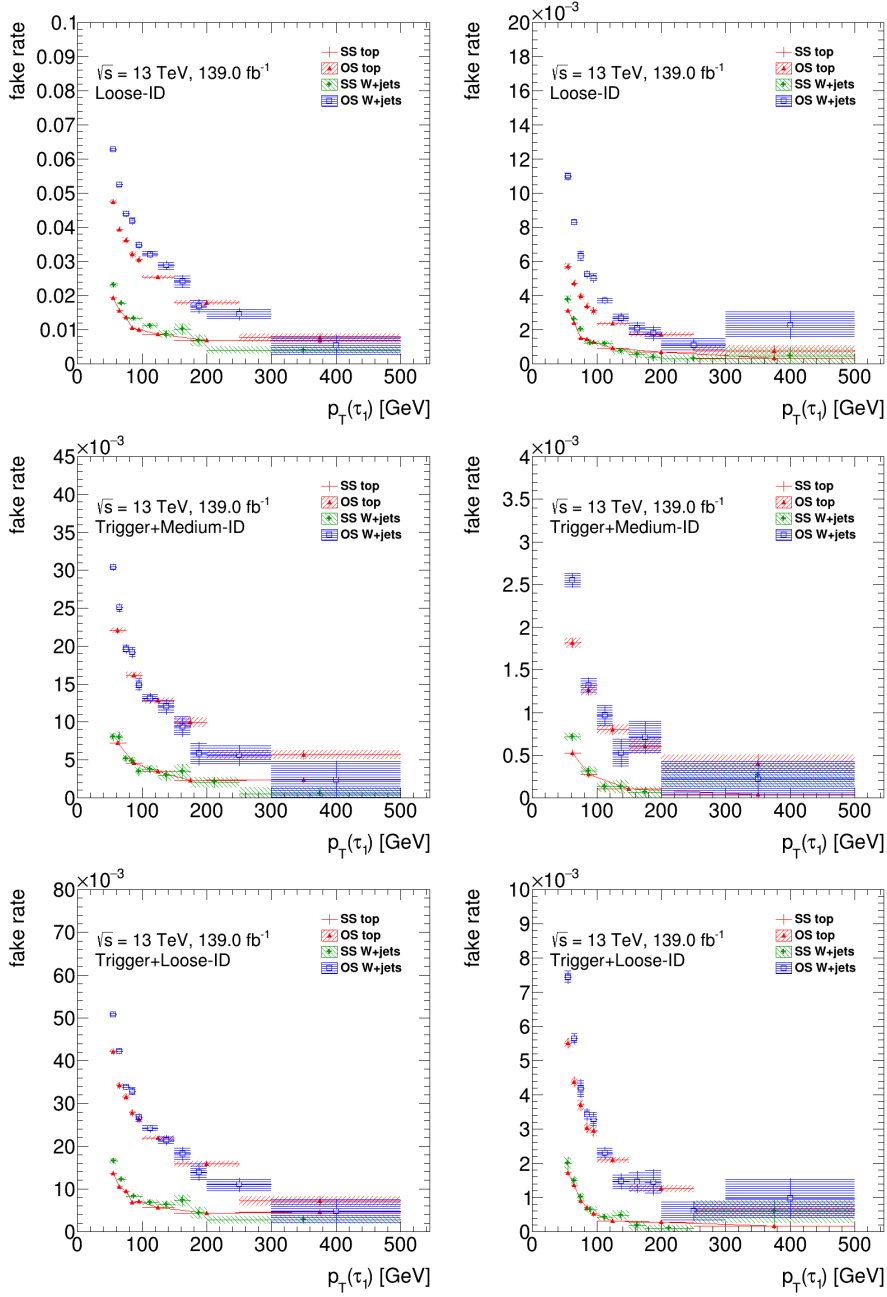 fake rate
0.1
0.09
0.08
0.07
0.06
0.05
0.04
0.03
0.02
0.01
0
√s = 13 TeV, 139.0 fb⁻¹
Loose-ID
SS top
OS top
SS W+jets
OS W+jets
0 100 200 300 400 500
p_T(τ₁) [GeV]
fake rate
×10⁻³
20
18
16
14
12
10
8
6
4
2
0
√s = 13 TeV, 139.0 fb⁻¹
Loose-ID
SS top
OS top
SS W+jets
OS W+jets
0 100 200 300 400 500
p_T(τ₁) [GeV]
fake rate
×10⁻³
45
40
35
30
25
20
15
10
5
0
√s = 13 TeV, 139.0 fb⁻¹
Trigger+Medium-ID
SS top
OS top
SS W+jets
OS W+jets
0 100 200 300 400 500
p_T(τ₁) [GeV]
fake rate
×10⁻³
4
3.5
3
2.5
2
1.5
1
0.5
0
√s = 13 TeV, 139.0 fb⁻¹
Trigger+Medium-ID
SS top
OS top
SS W+jets
OS W+jets
0 100 200 300 400 500
p_T(τ₁) [GeV]
fake rate
×10⁻³
80
70
60
50
40
30
20
10
0
√s = 13 TeV, 139.0 fb⁻¹
Trigger+Loose-ID
SS top
OS top
SS W+jets
OS W+jets
0 100 200 300 400 500
p_T(τ₁) [GeV]
fake rate
×10⁻³
10
9
8
7
6
5
4
3
2
1
0
√s = 13 TeV, 139.0 fb⁻¹
Trigger+Loose-ID
SS top
OS top
SS W+jets
OS W+jets
0 100 200 300 400 500
p_T(τ₁) [GeV]